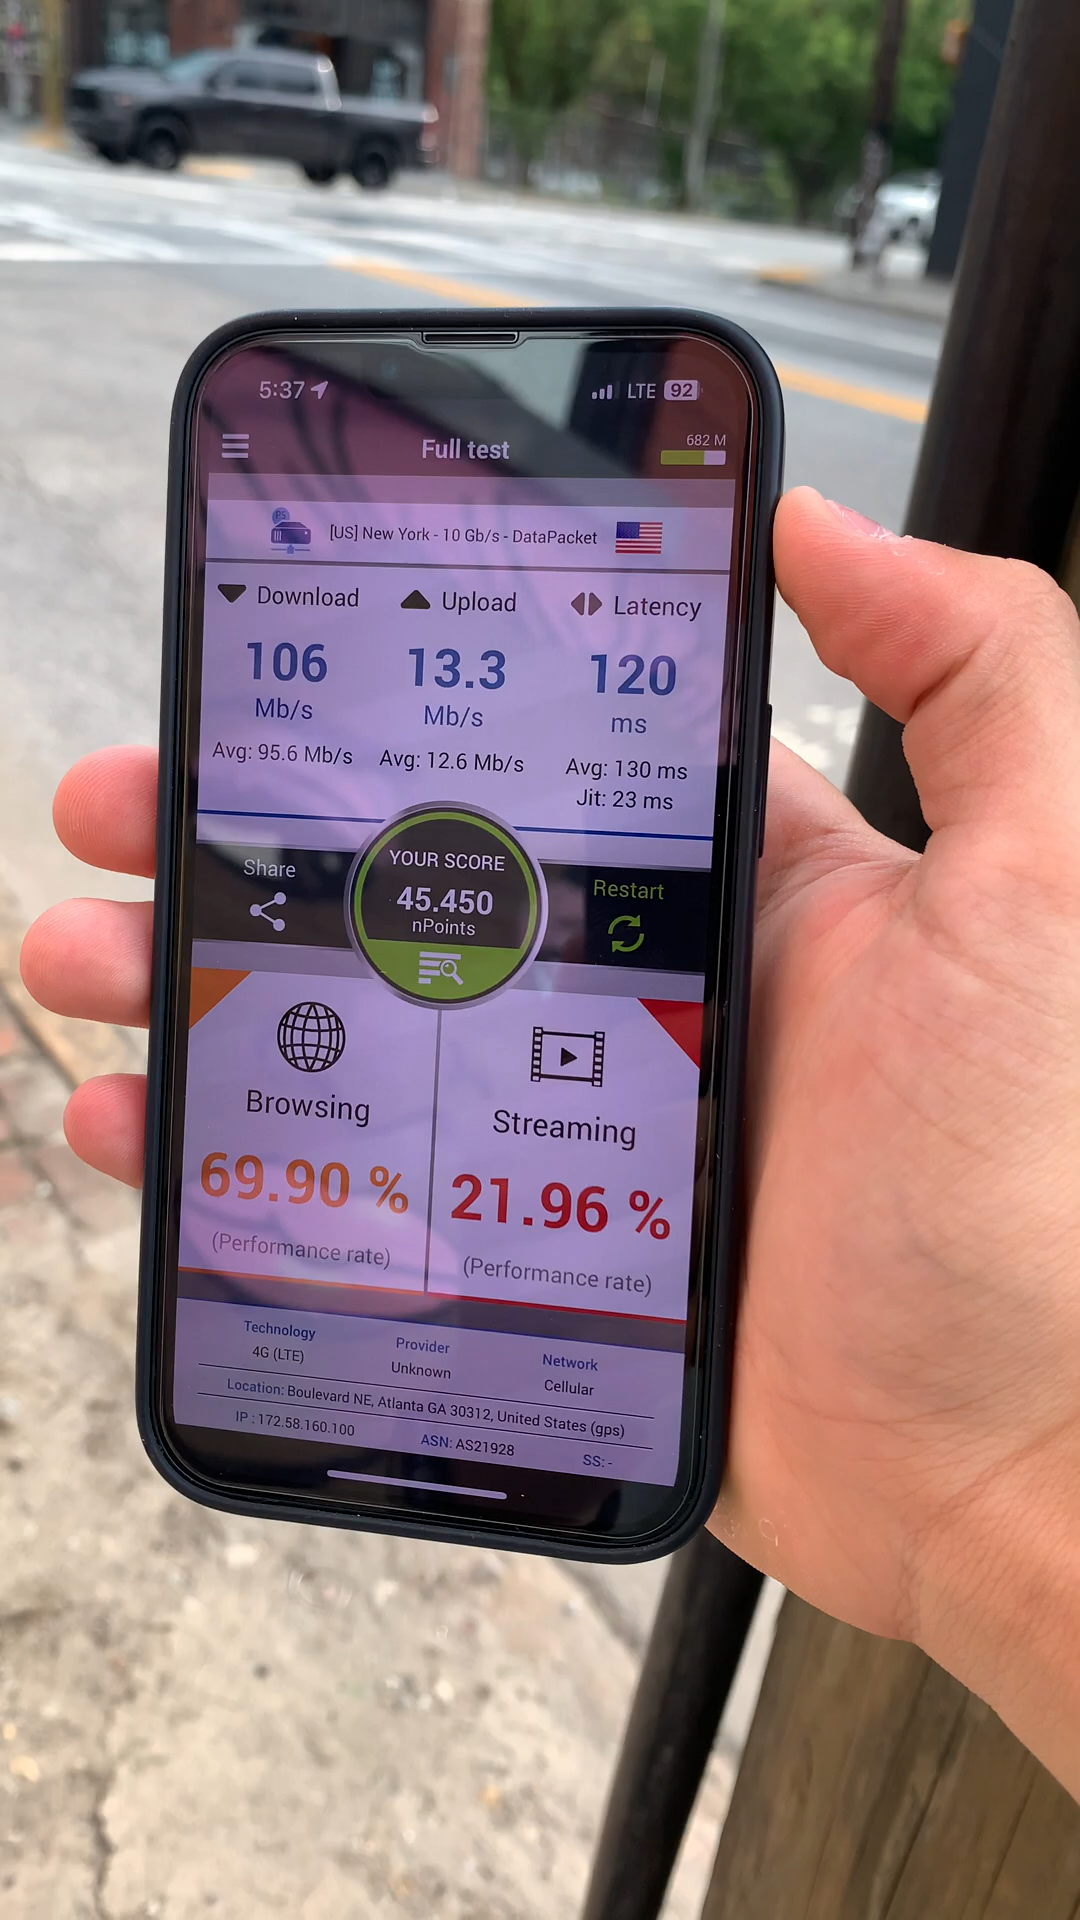 5:37
LTE 92
Full test
682 M
P5
[US] New York - 10 Gb/s - DataPacket
Download
Upload
Latency
106
13.3
120
Mb/s
Mb/s
ms
Avg: 95.6 Mb/s
Avg: 12.6 Mb/s
Avg: 130 ms
Jit: 23 ms
Share
YOUR SCORE
45.450
nPoints
Restart
Browsing
Streaming
69.90 %
21.96 %
(Performance rate)
(Performance rate)
Technology
Provider
Network
4G (LTE)
Unknown
Cellular
Location: Boulevard NE, Atlanta GA 30312, United States (gps)
IP : 172.58.160.100
ASN: AS21928
SS: -